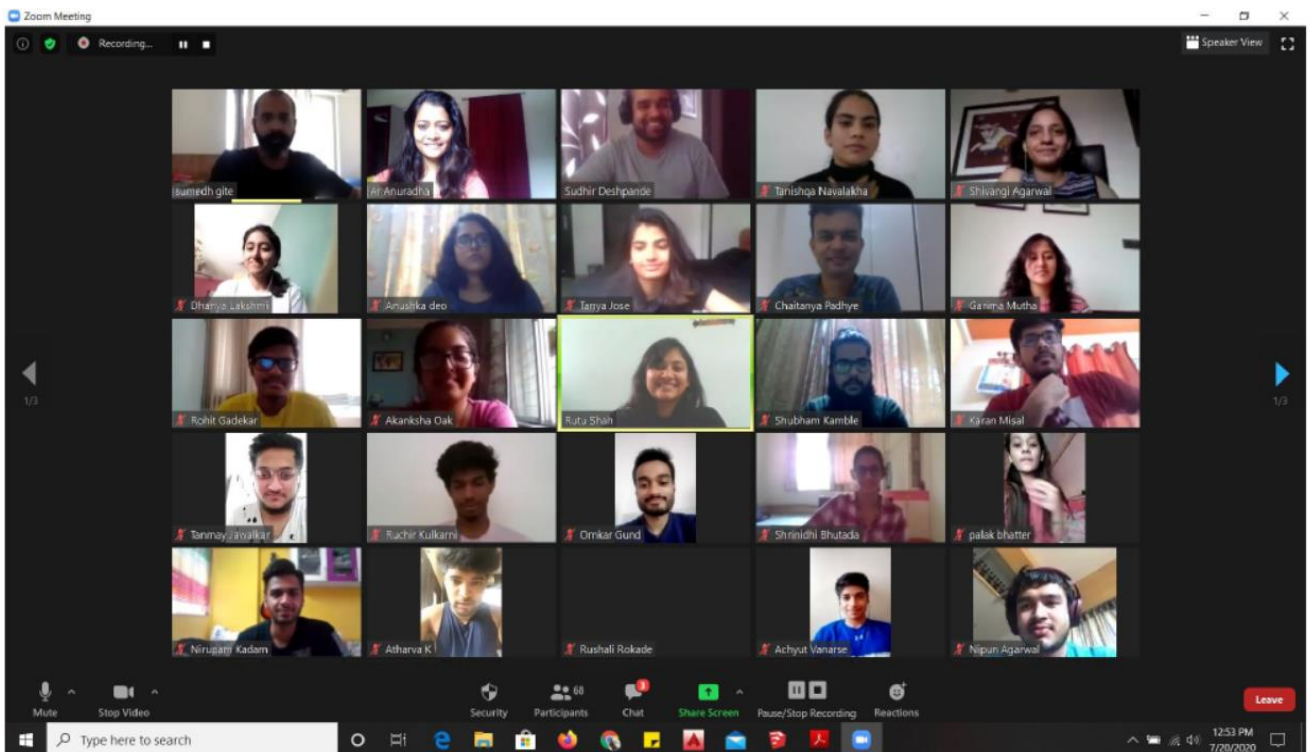 Zoom Meeting
Recording...
Speaker View
sumedh gite
Ar Anuradha
Sudhir Deshpande
Tanishqa Navalakha
Shivangi Agarwal
Dhanya Lakshmi
Anushka deo
Tanya Jose
Chaitanya Padhye
Garima Mutha
1/3
1/3
Rohit Gadekar
Akanksha Oak
Rutu Shah
Shubham Kamble
Karan Misal
Tanmay Jawalkar
Ruchir Kulkarni
Omkar Gund
Shrinidhi Bhutada
palak bhatter
Nirupam Kadam
Atharva K
Rushali Rokade
Achyut Vanarse
Nipun Agarwal
68
3
Mute
Stop Video
Security
Participants
Chat
Share Screen
Pause/Stop Recording
Reactions
Leave
Type here to search
12:53 PM
7/20/2020